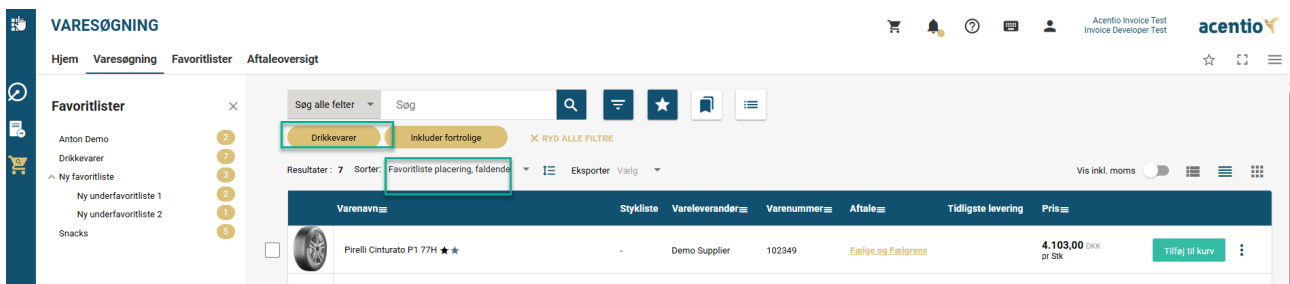 VARESØGNING
Acentio Invoice Test
Invoice Developer Test
acentio
Hjem Varesøgning Favoritlister Aftaleoversigt
Favoritlister
Anton Demo 2
Drikkevarer 7
Ny favoritliste 3
Ny underfavoritliste 1 2
Ny underfavoritliste 2 1
Snacks 5
Søg alle felter Søg
Drikkevarer Inkluder fortrolige RYD ALLE FILTRE
Resultater : 7 Sorter: Favoritliste placering, faldende Eksporter Vælg Vis inkl. moms
Varenavn Stykliste Vareleverandør Varenummer Aftale Tidligste levering Pris
Pirelli Cinturato P1 77H - Demo Supplier 102349 Fælge og Fælgrens 4.103,00 DKK Tilføj til kurv
pr Stk